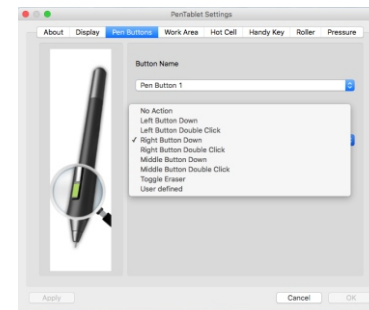 PenTablet Settings
About Display Pen Buttons Work Area Hot Cell Handy Key Roller Pressure
Button Name
Pen Button 1
No Action
Left Button Down
Left Button Double Click
✓ Right Button Down
Right Button Double Click
Middle Button Down
Middle Button Double Click
Toggle Eraser
User defined
Apply Cancel OK